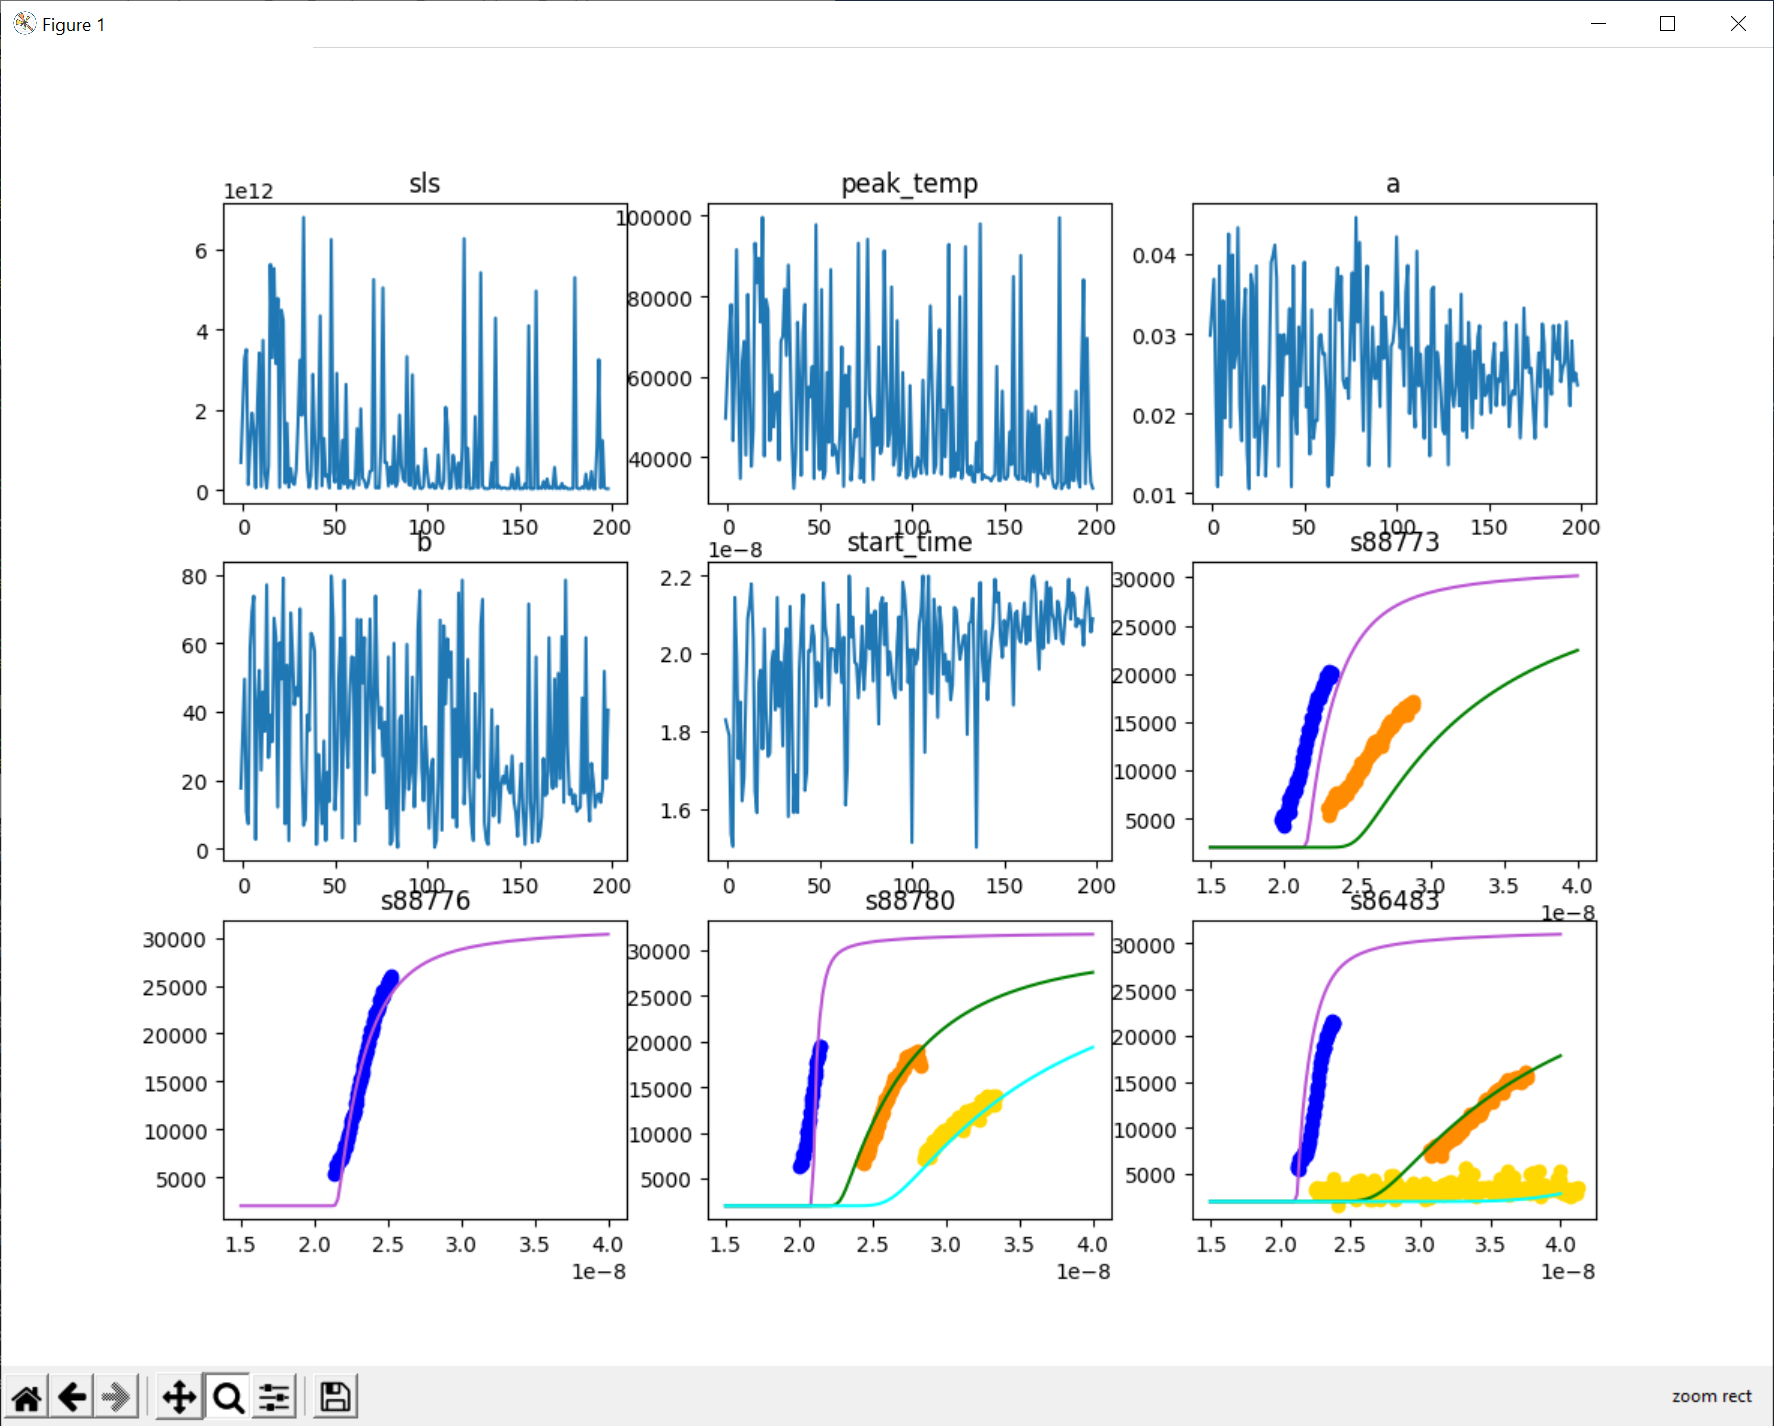 Figure 1
sls
peak_temp
a
1e12
6
4
2
0
0 50 100 150 200
100000
80000
60000
40000
0 50 100 150 200
0.04
0.03
0.02
0.01
0 50 100 150 200
b
start_time
s88773
80
60
40
20
0
0 50 100 150 200
1e−8
2.2
2.0
1.8
1.6
0 50 100 150 200
30000
25000
20000
15000
10000
5000
1.5 2.0 2.5 3.0 3.5 4.0
1e−8
s88776
s88780
s86483
30000
25000
20000
15000
10000
5000
1.5 2.0 2.5 3.0 3.5 4.0
1e−8
30000
25000
20000
15000
10000
5000
1.5 2.0 2.5 3.0 3.5 4.0
1e−8
30000
25000
20000
15000
10000
5000
1.5 2.0 2.5 3.0 3.5 4.0
1e−8
zoom rect